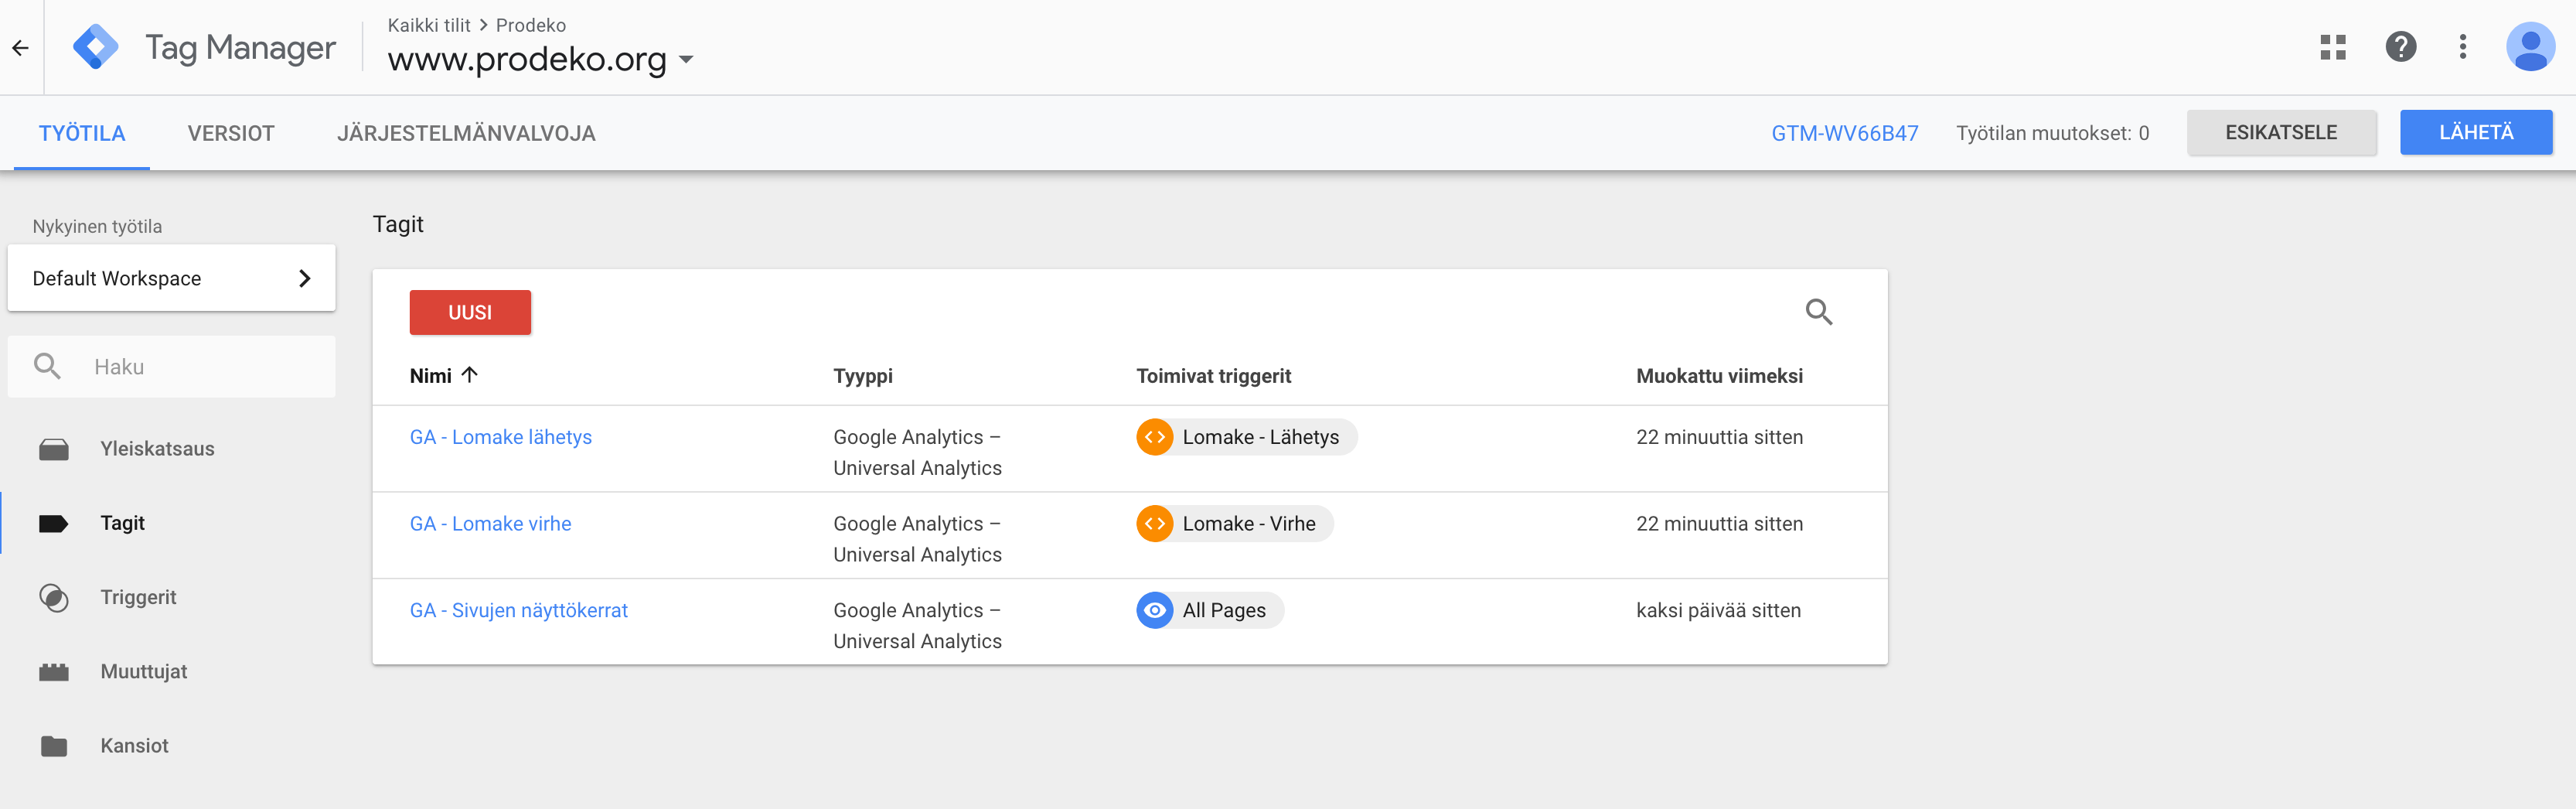 Kaikki tilit > Prodeko
Tag Manager
www.prodeko.org
TYÖTILA VERSIOT JÄRJESTELMÄNVALVOJA GTM-WV66B47 Työtilan muutokset: 0 ESIKATSELE LÄHETÄ
Nykyinen työtila
Default Workspace
Haku
Yleiskatsaus
Tagit
Triggerit
Muuttujat
Kansiot
Tagit
UUSI
Nimi Tyyppi Toimivat triggerit Muokattu viimeksi
GA - Lomake lähetys Google Analytics – Lomake - Lähetys 22 minuuttia sitten
Universal Analytics
GA - Lomake virhe Google Analytics – Lomake - Virhe 22 minuuttia sitten
Universal Analytics
GA - Sivujen näyttökerrat Google Analytics – All Pages kaksi päivää sitten
Universal Analytics